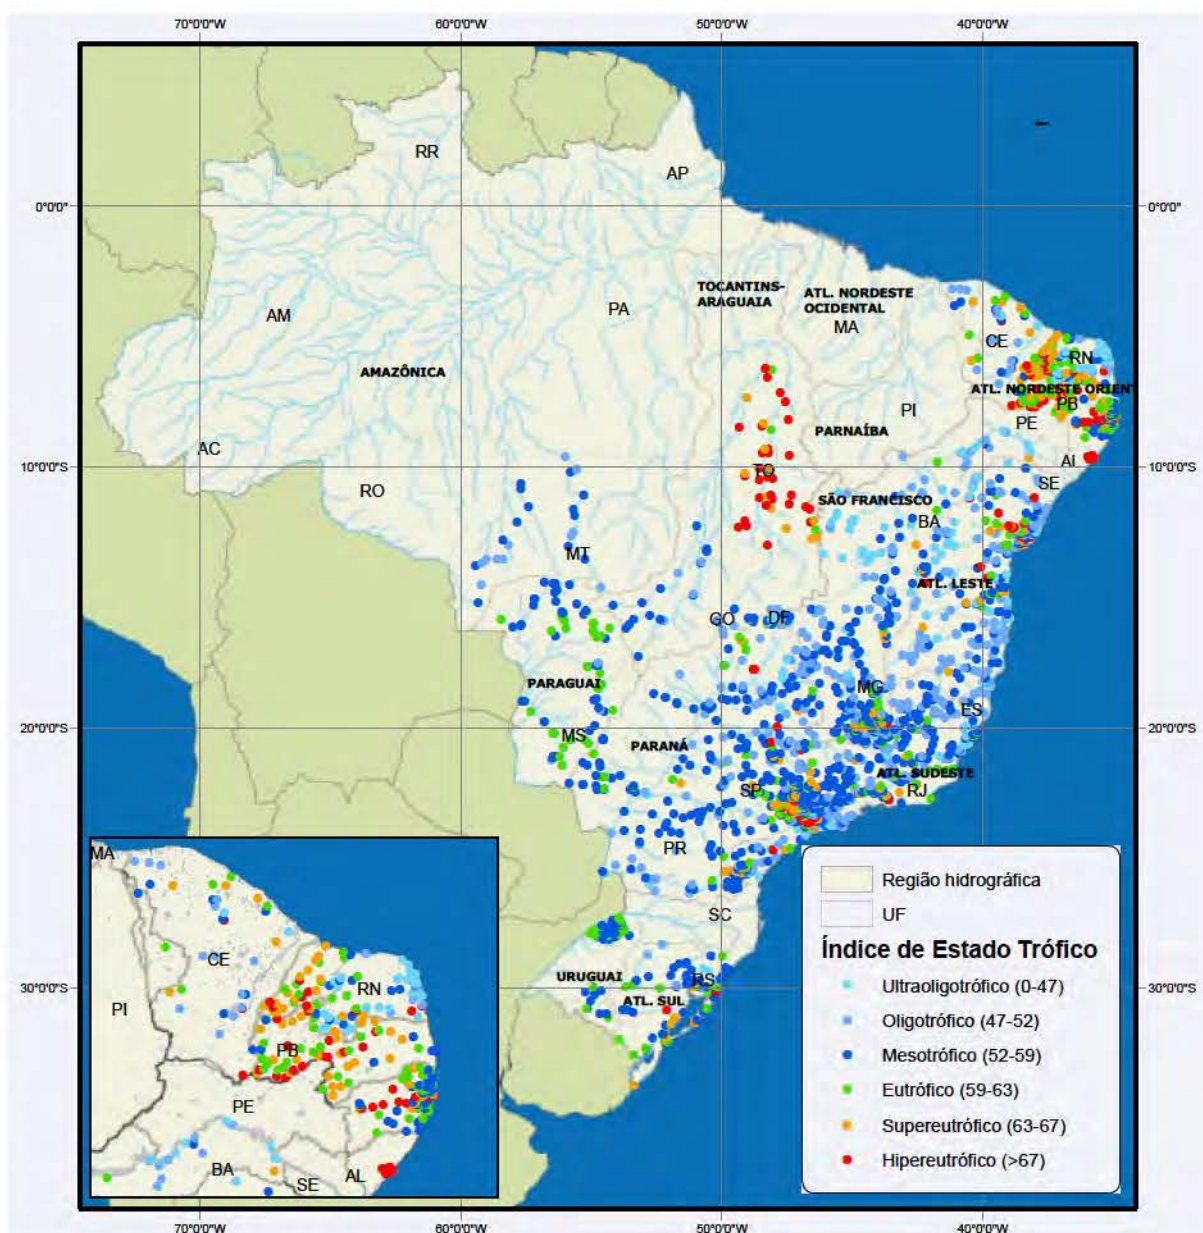 70°0'0"W 60°0'0"W 50°0'0"W 40°0'0"W
RR
AP
0°0'0" 0°0'0"
TOCANTINS-
ARAGUAIA
ATL. NORDESTE
OCIDENTAL
AM
PA
MA
CE
RN
AMAZÔNICA
ATL. NORDESTE ORIENT
PI
PB
PARNAÍBA
PE
AC
AL
10°0'0"S 10°0'0"S
RO
TO
SE
SÃO FRANCISCO
BA
MT
ATL. LESTE
GO
DF
PARAGUAI
MG
ES
20°0'0"S 20°0'0"S
MS
PARANÁ
ATL. SUDESTE
SP
RJ
PR
SC
URUGUAI
RS
ATL. SUL
30°0'0"S 30°0'0"S
MA
CE
RN
PI
PB
PE
BA
SE
AL
Região hidrográfica
UF
Índice de Estado Trófico
Ultraoligotrófico (0-47)
Oligotrófico (47-52)
Mesotrófico (52-59)
Eutrófico (59-63)
Supereutrófico (63-67)
Hipereutrófico (>67)
70°0'0"W 60°0'0"W 50°0'0"W 40°0'0"W